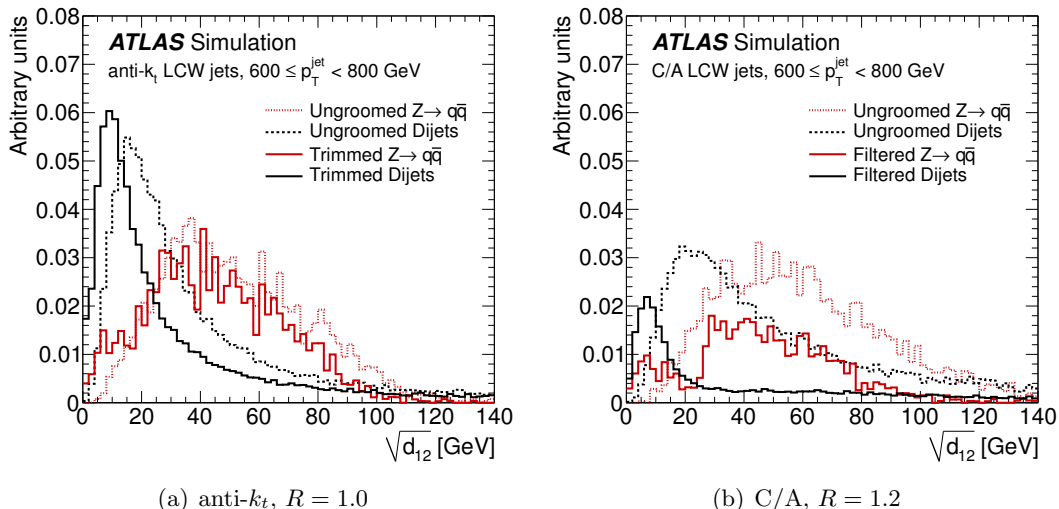 ATLAS Simulation
anti-kₜ LCW jets, 600 ≤ p_T^jet < 800 GeV
Ungroomed Z→ qq̄
Ungroomed Dijets
Trimmed Z→ qq̄
Trimmed Dijets
Arbitrary units
0.08
0.07
0.06
0.05
0.04
0.03
0.02
0.01
0
0 20 40 60 80 100 120 140
√d₁₂ [GeV]
(a) anti-kₜ, R = 1.0
ATLAS Simulation
C/A LCW jets, 600 ≤ p_T^jet < 800 GeV
Ungroomed Z→ qq̄
Ungroomed Dijets
Filtered Z→ qq̄
Filtered Dijets
Arbitrary units
0.08
0.07
0.06
0.05
0.04
0.03
0.02
0.01
0
0 20 40 60 80 100 120 140
√d₁₂ [GeV]
(b) C/A, R = 1.2